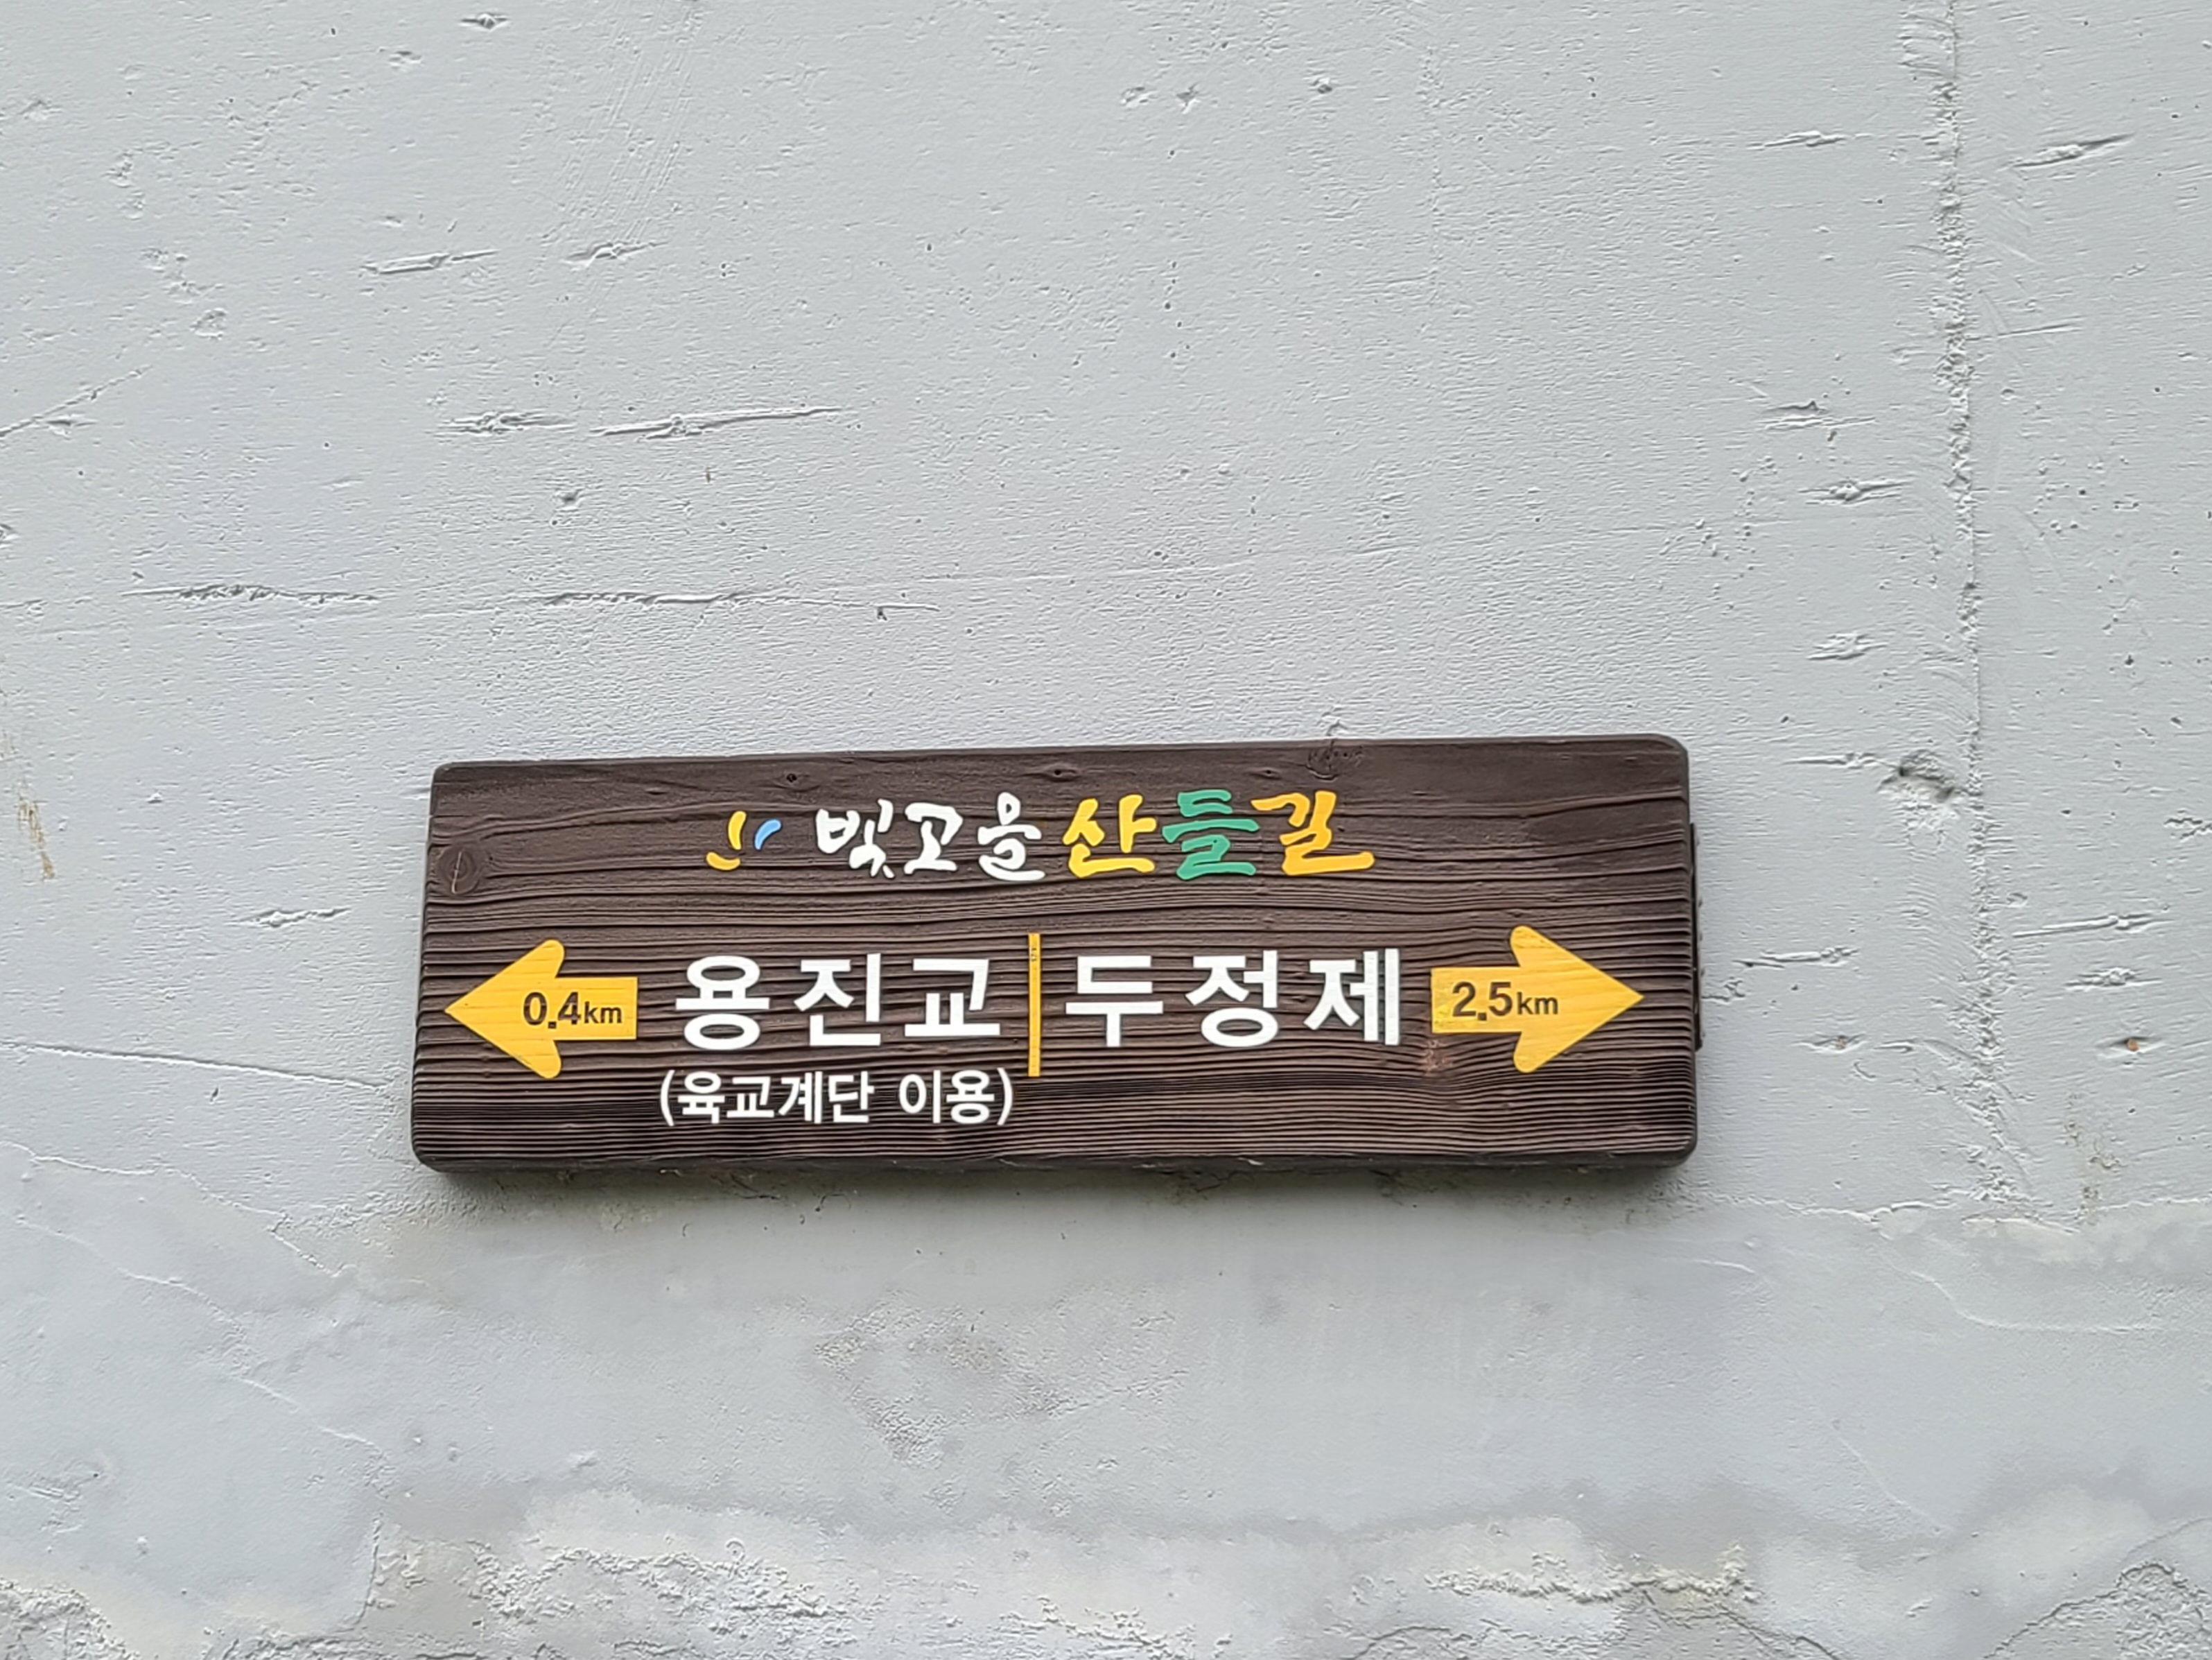 빛고을 산들길
0.4km 용진교 두정제 2.5km
(육교계단 이용)